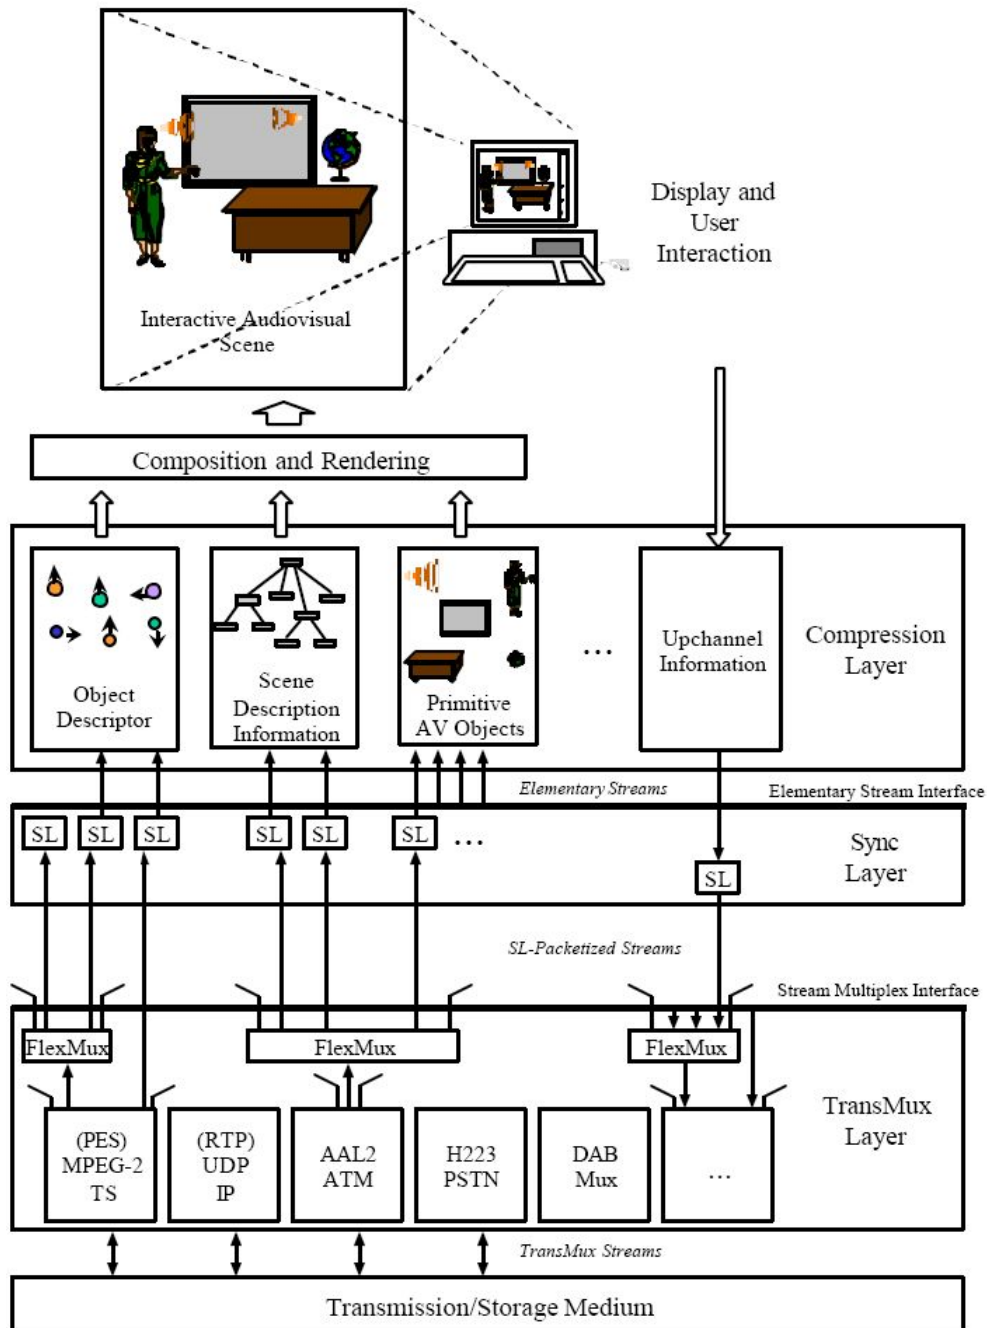 Display and
User
Interaction
Interactive Audiovisual
Scene
Composition and Rendering
Object
Descriptor
Scene
Description
Information
Primitive
AV Objects
...
Upchannel
Information
Compression
Layer
Elementary Streams
Elementary Stream Interface
SL
SL
SL
SL
SL
SL
...
SL
Sync
Layer
SL-Packetized Streams
Stream Multiplex Interface
FlexMux
FlexMux
FlexMux
TransMux
Layer
(PES)
MPEG-2
TS
(RTP)
UDP
IP
AAL2
ATM
H223
PSTN
DAB
Mux
...
TransMux Streams
Transmission/Storage Medium